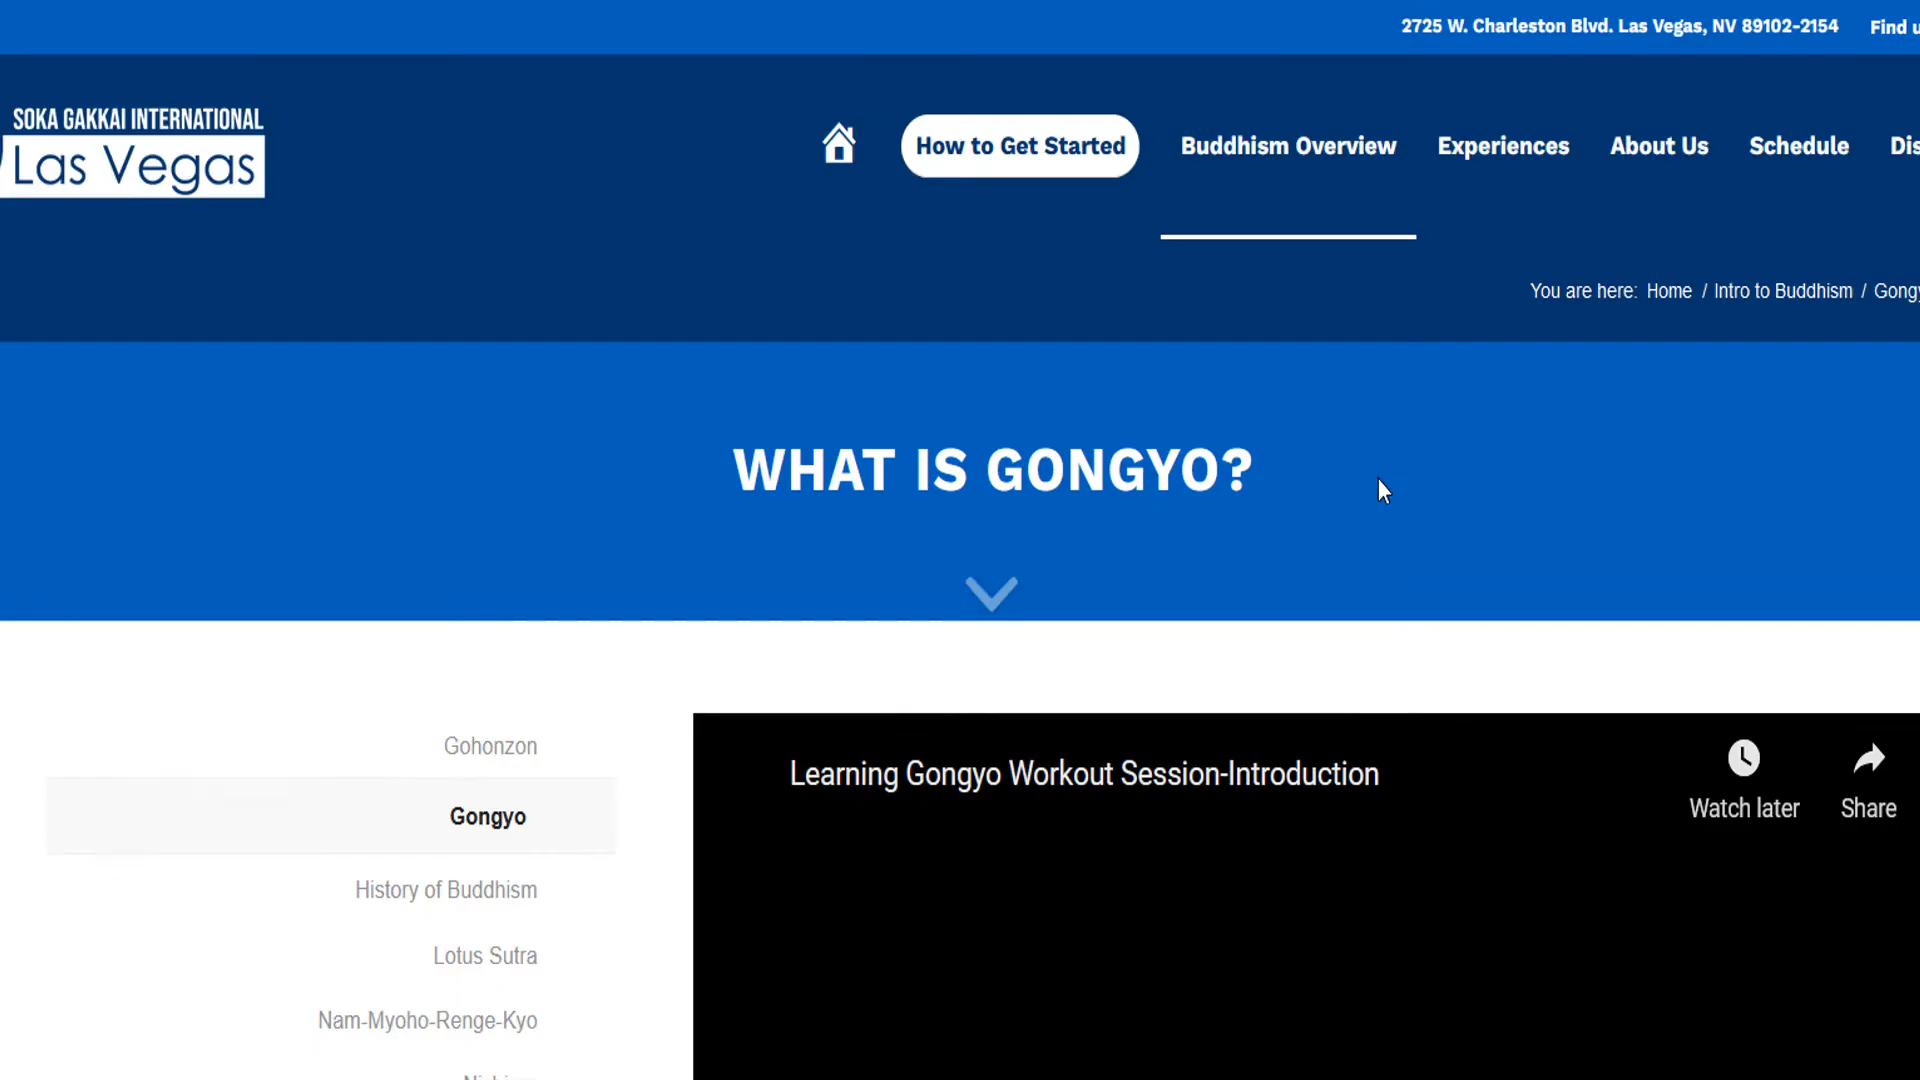 2725 W. Charleston Blvd. Las Vegas, NV 89102-2154 Find
SOKA GAKKAI INTERNATIONAL
Las Vegas
How to Get Started Buddhism Overview Experiences About Us Schedule
You are here: Home / Intro to Buddhism /
WHAT IS GONGYO?
Gohonzon
Gongyo
History of Buddhism
Lotus Sutra
Nam-Myoho-Renge-Kyo
Learning Gongyo Workout Session-Introduction
Watch later Share